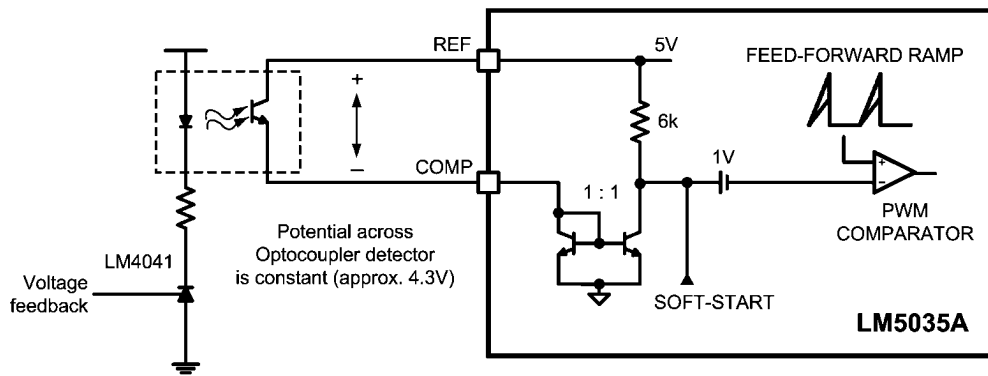 REF
5V
FEED-FORWARD RAMP
+
6k
COMP
–
1V
+
–
1 : 1
PWM
COMPARATOR
Potential across
Optocoupler detector
is constant (approx. 4.3V)
LM4041
Voltage
feedback
SOFT-START
LM5035A